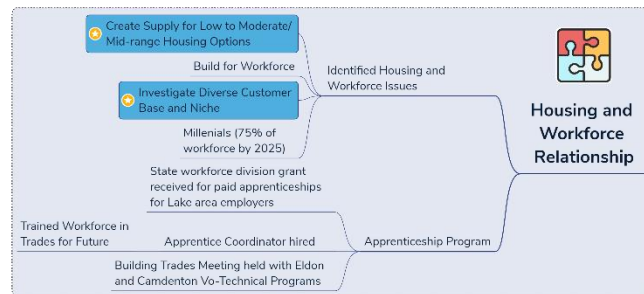 Create Supply for Low to Moderate/
Mid-range Housing Options
Build for Workforce
Investigate Diverse Customer
Base and Niche
Millenials (75% of
workforce by 2025)
Identified Housing and
Workforce Issues
Housing and
Workforce
Relationship
State workforce division grant
received for paid apprenticeships
for Lake area employers
Trained Workforce in
Trades for Future
Apprentice Coordinator hired
Apprenticeship Program
Building Trades Meeting held with Eldon
and Camdenton Vo-Technical Programs